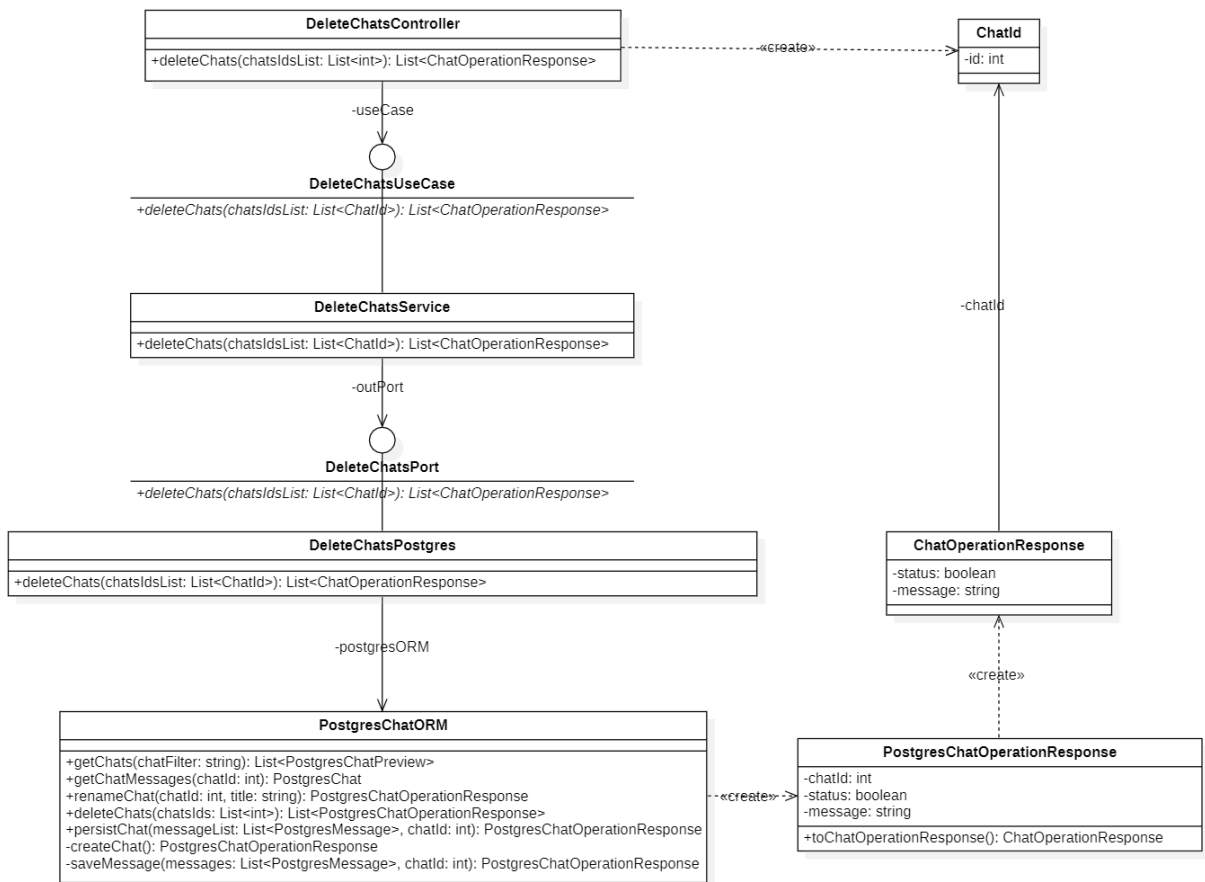 DeleteChatsController
+deleteChats(chatsIdsList: List<int>): List<ChatOperationResponse>
«create»
ChatId
-id: int
-useCase
DeleteChatsUseCase
+deleteChats(chatsIdsList: List<ChatId>): List<ChatOperationResponse>
DeleteChatsService
+deleteChats(chatsIdsList: List<ChatId>): List<ChatOperationResponse>
-chatId
-outPort
DeleteChatsPort
+deleteChats(chatsIdsList: List<ChatId>): List<ChatOperationResponse>
DeleteChatsPostgres
+deleteChats(chatsIdsList: List<ChatId>): List<ChatOperationResponse>
ChatOperationResponse
-status: boolean
-message: string
-postgresORM
«create»
PostgresChatORM
+getChats(chatFilter: string): List<PostgresChatPreview>
+getChatMessages(chatId: int): PostgresChat
+renameChat(chatId: int, title: string): PostgresChatOperationResponse
+deleteChats(chatsIds: List<int>): List<PostgresChatOperationResponse>
+persistChat(messageList: List<PostgresMessage>, chatId: int): PostgresChatOperationResponse
-createChat(): PostgresChatOperationResponse
-saveMessage(messages: List<PostgresMessage>, chatId: int): PostgresChatOperationResponse
«create»
PostgresChatOperationResponse
-chatId: int
-status: boolean
-message: string
+toChatOperationResponse(): ChatOperationResponse